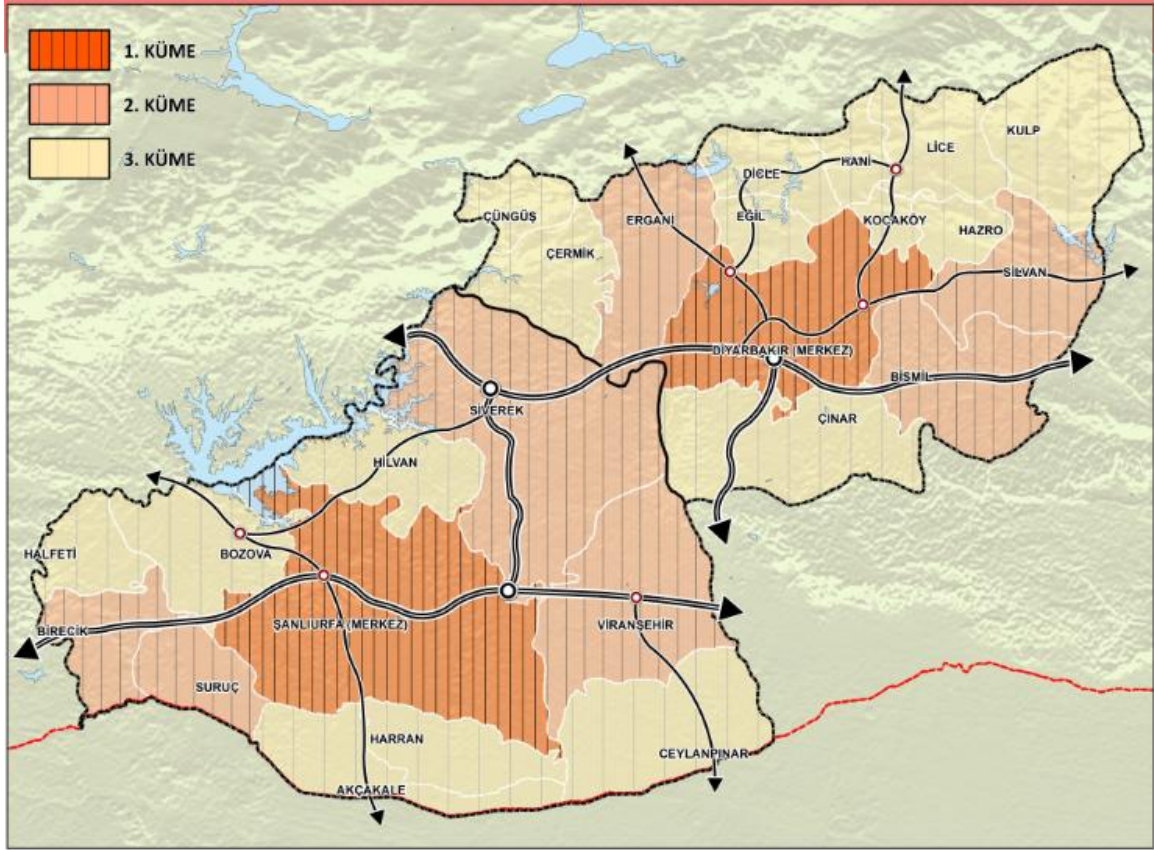 1. KÜME
2. KÜME
3. KÜME
KULP
LİCE
HANİ
DİCLE
ÇÜNGÜŞ
ERGANİ
EĞİL
KOCAKÖY
HAZRO
ÇERMİK
SİLVAN
DİYARBAKIR (MERKEZ)
BİSMİL
SİVEREK
ÇINAR
HİLVAN
HALFETİ
BOZOVA
BİRECİK
ŞANLIURFA (MERKEZ)
VİRANŞEHİR
SURUÇ
HARRAN
CEYLANPINAR
AKÇAKALE